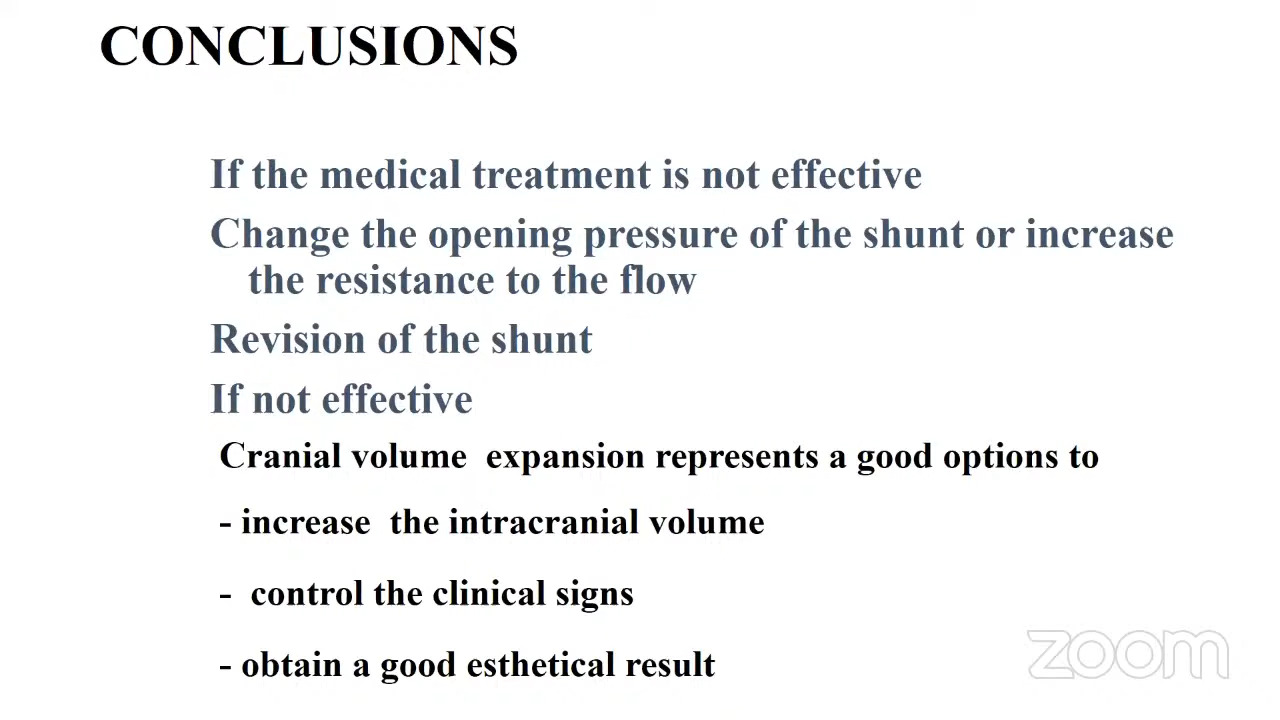 CONCLUSIONS
If the medical treatment is not effective
Change the opening pressure of the shunt or increase
the resistance to the flow
Revision of the shunt
If not effective
Cranial volume expansion represents a good options to
- increase the intracranial volume
- control the clinical signs
- obtain a good esthetical result
zoom